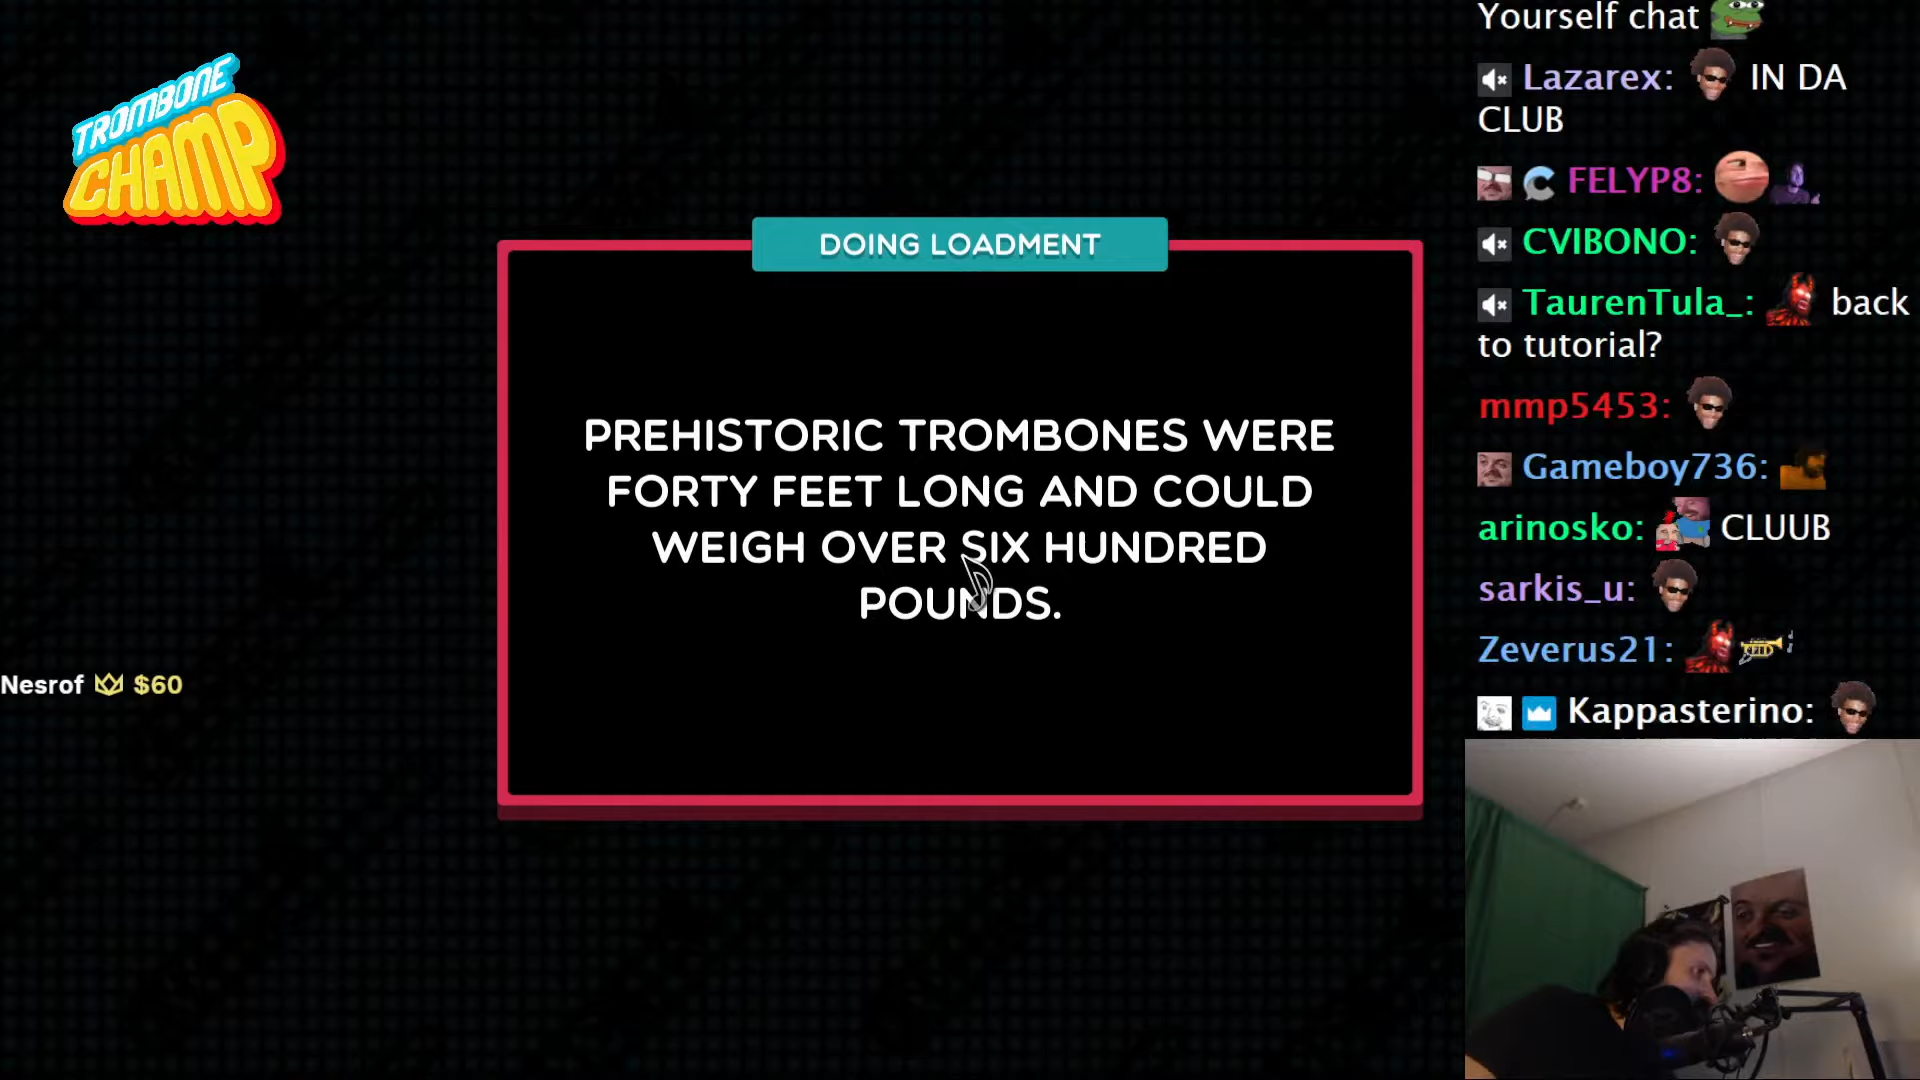 TROMBONE
CHAMP
DOING LOADMENT
PREHISTORIC TROMBONES WERE
FORTY FEET LONG AND COULD
WEIGH OVER SIX HUNDRED
POUNDS.
Nesrof $60
Yourself chat
Lazarex: IN DA
CLUB
FELYP8:
CVIBONO:
TaurenTula_: back
to tutorial?
mmp5453:
Gameboy736:
arinosko: CLUUB
sarkis_u:
Zeverus21:
Kappasterino: